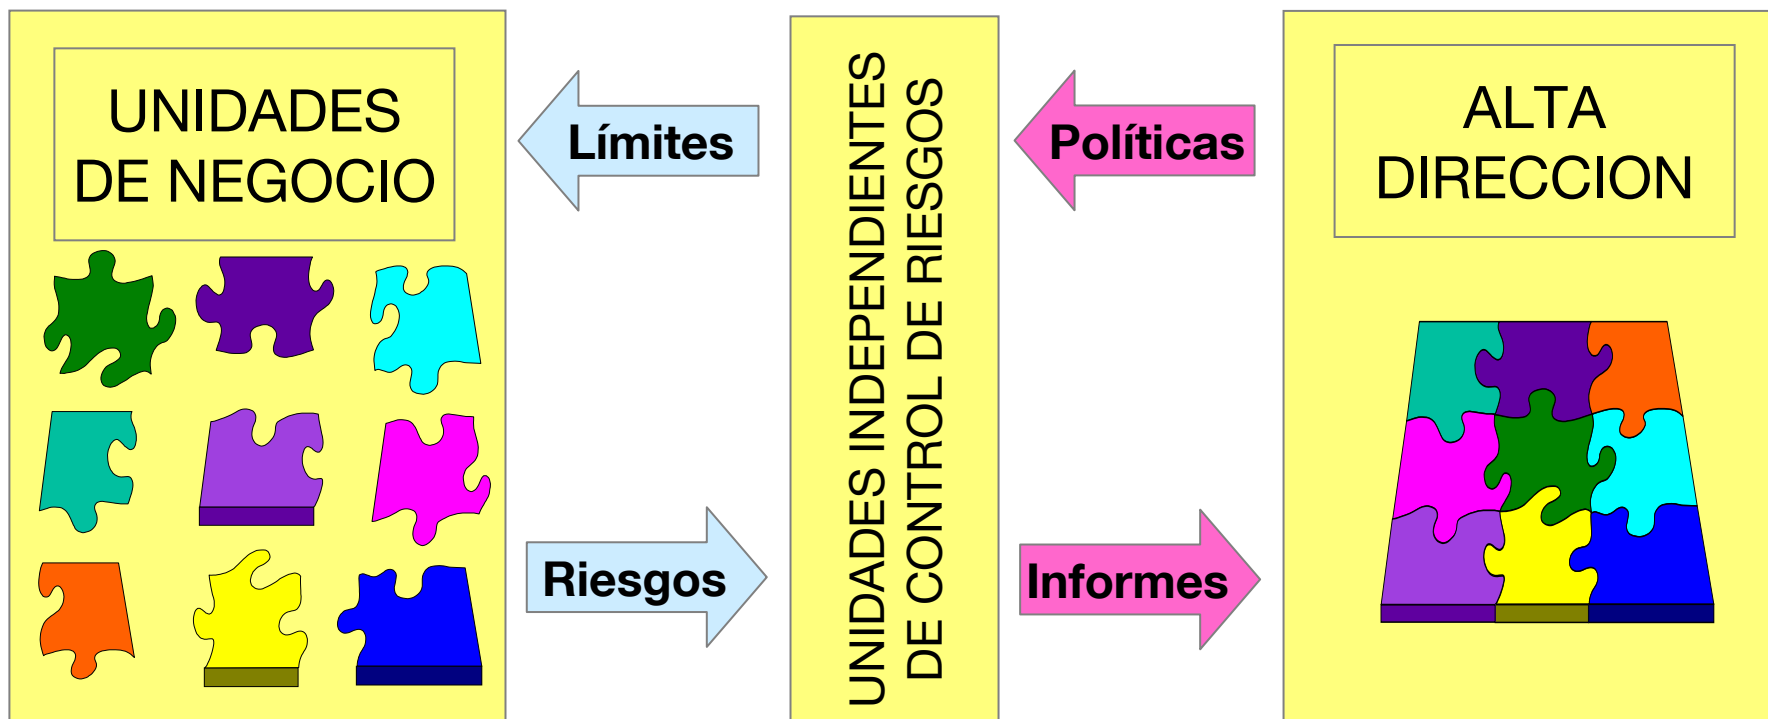 UNIDADES
DE NEGOCIO
Límites
Riesgos
UNIDADES INDEPENDIENTES
DE CONTROL DE RIESGOS
Políticas
Informes
ALTA
DIRECCION